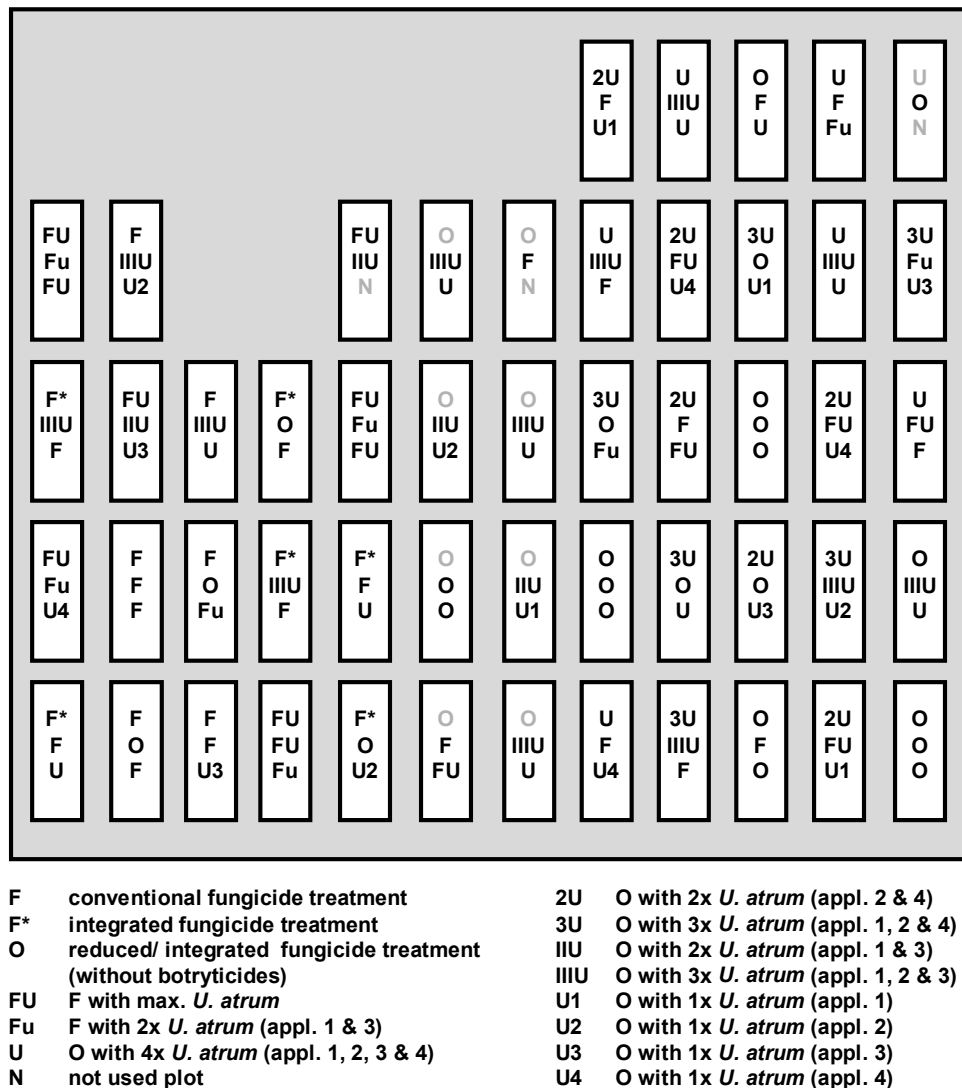 2U U O U U
F IIIU F F O
U1 U U Fu N
FU F FU O O U 2U 3U U 3U
Fu IIIU IIU IIIU F IIIU FU O IIIU Fu
FU U2 N U N F U4 U1 U U3
F* FU F F* FU O O 3U 2U O 2U U
IIIU IIU IIIU O Fu IIU IIIU O F O FU FU
F U3 U F FU U2 U Fu FU O U4 F
FU F F F* F* O O O 3U 2U 3U O
Fu F O IIIU F O IIU O O O IIIU IIIU
U4 F Fu F U O U1 O U U3 U2 U
F* F F FU F* O O U 3U O 2U O
F O F FU O F IIIU F IIIU F FU O
U F U3 Fu U2 FU U U4 F O U1 O
F conventional fungicide treatment
F* integrated fungicide treatment
O reduced/ integrated fungicide treatment
(without botryticides)
FU F with max. U. atrum
Fu F with 2x U. atrum (appl. 1 & 3)
U O with 4x U. atrum (appl. 1, 2, 3 & 4)
N not used plot
2U O with 2x U. atrum (appl. 2 & 4)
3U O with 3x U. atrum (appl. 1, 2 & 4)
IIU O with 2x U. atrum (appl. 1 & 3)
IIIU O with 3x U. atrum (appl. 1, 2 & 3)
U1 O with 1x U. atrum (appl. 1)
U2 O with 1x U. atrum (appl. 2)
U3 O with 1x U. atrum (appl. 3)
U4 O with 1x U. atrum (appl. 4)